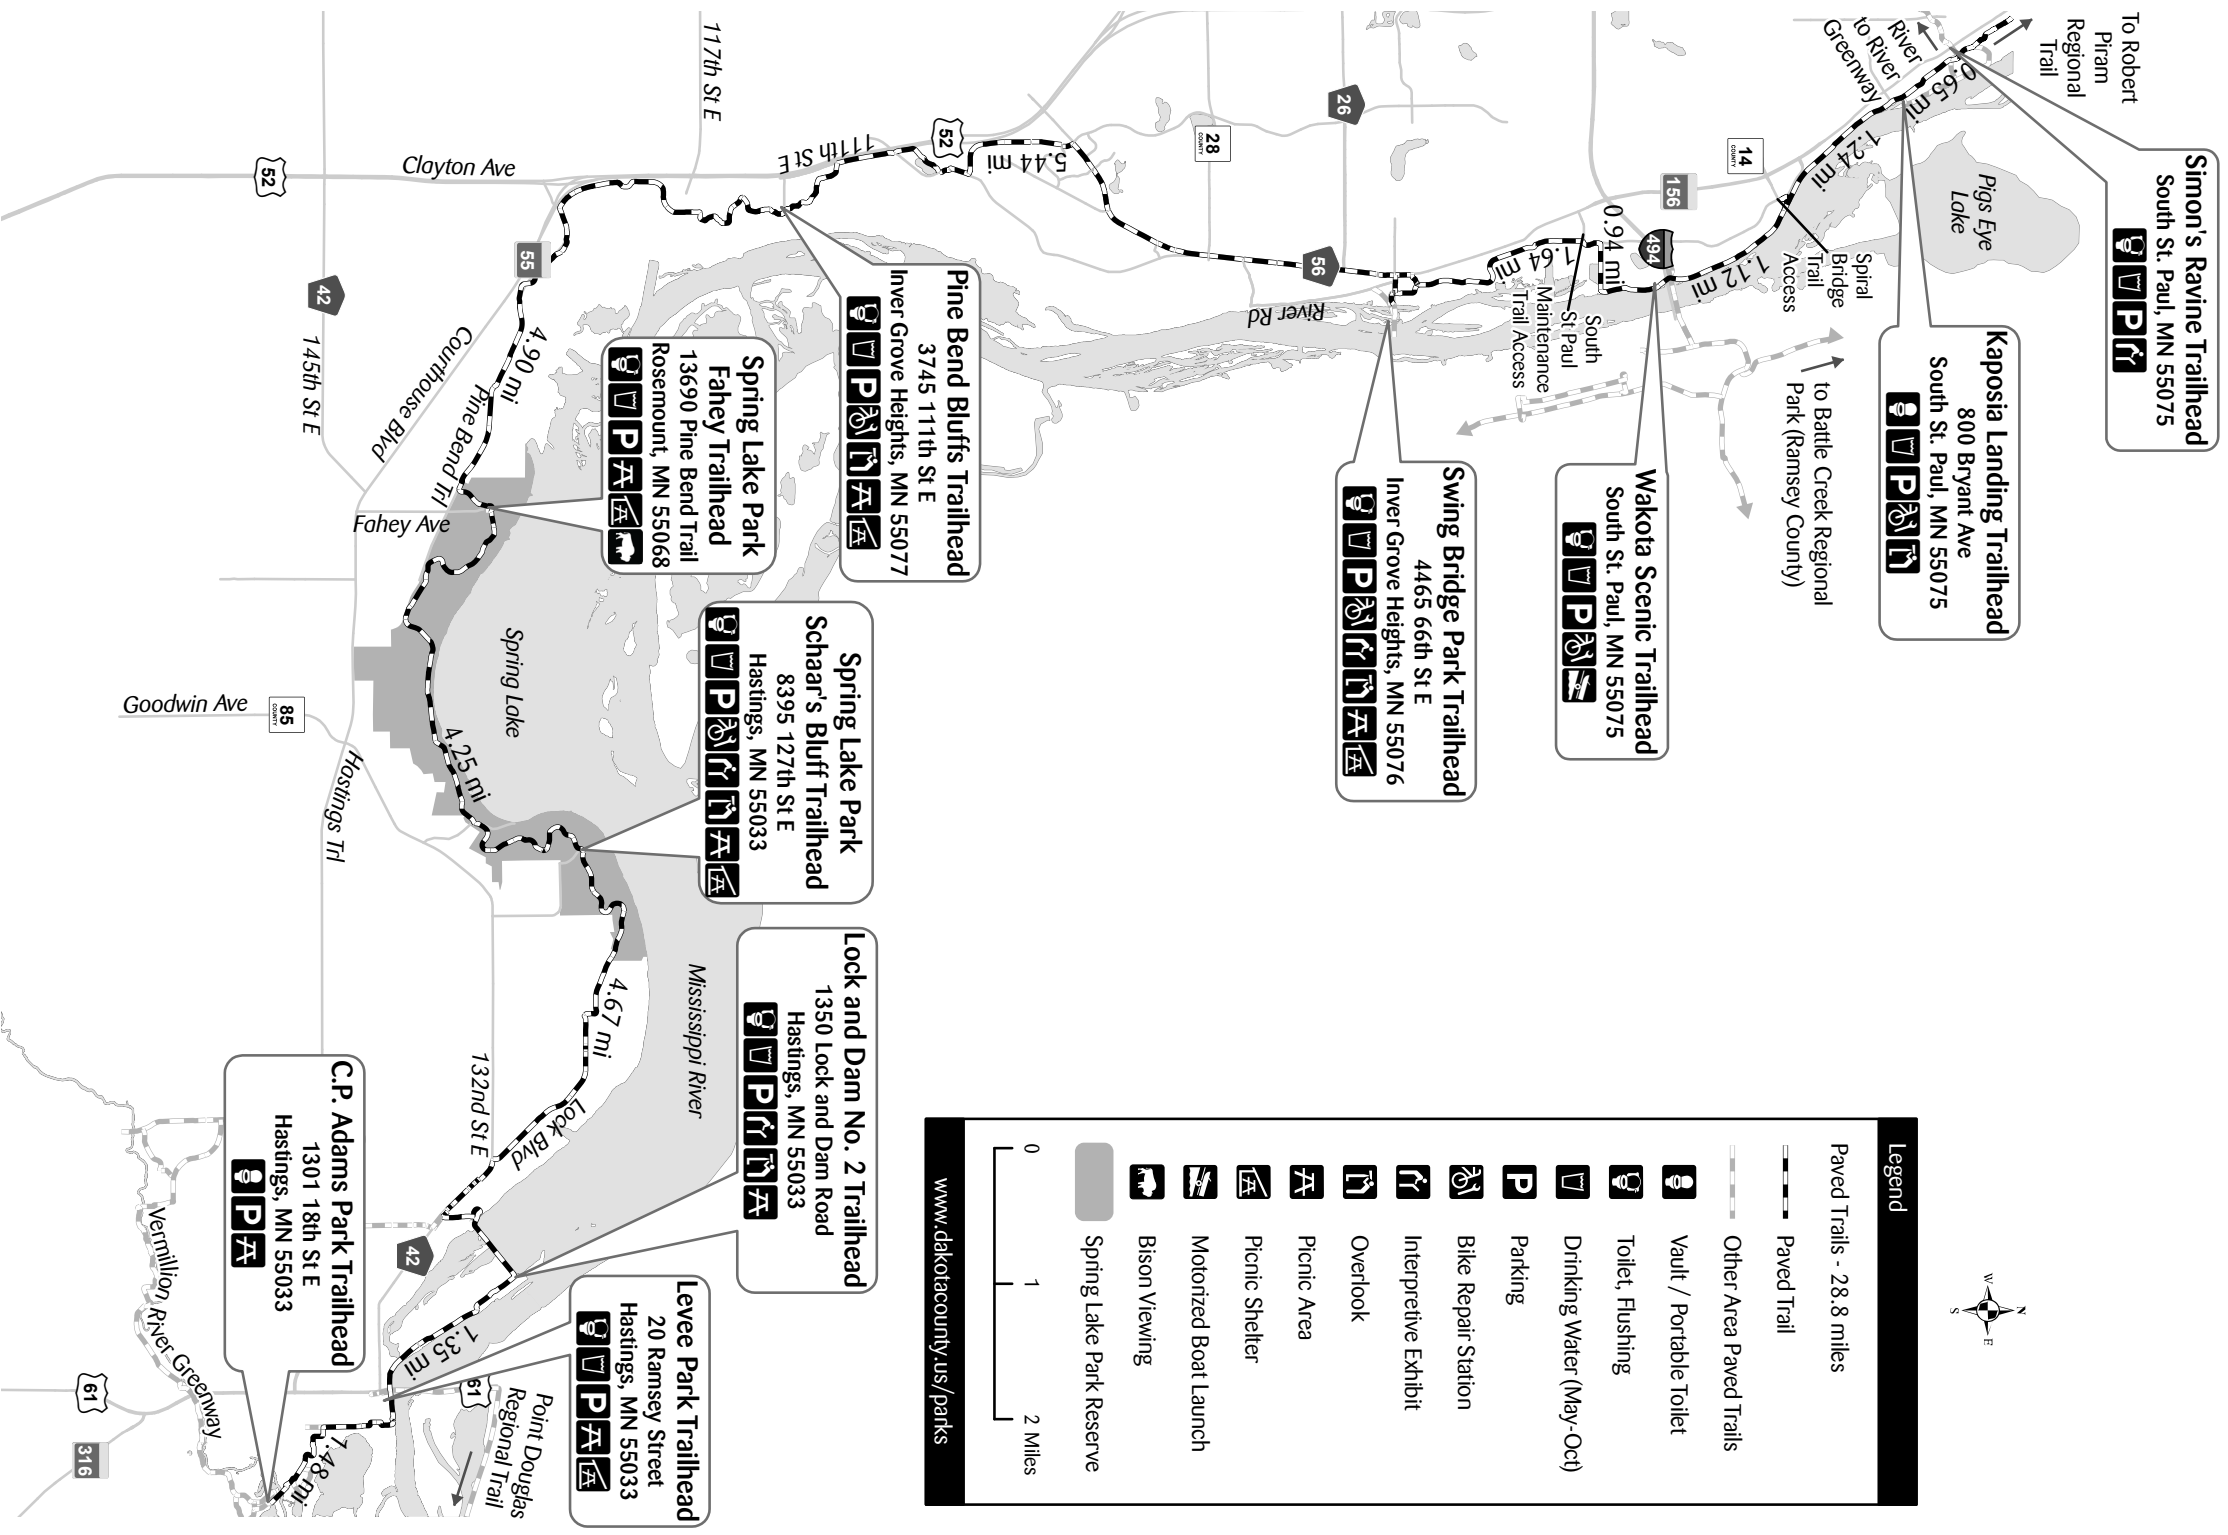 To Robert
Piram
Regional
Trail
River
to River
Greenway
0.65 mi
Simon's Ravine Trailhead
South St. Paul, MN 55075
P
Pigs Eye
Lake
1.24 mi
Kaposia Landing Trailhead
800 Bryant Ave
South St. Paul, MN 55075
P
14
COUNTY
156
Spiral
Bridge
Trail
Access
1.12 mi
494
to Battle Creek Regional
Park (Ramsey County)
Wakota Scenic Trailhead
South St. Paul, MN 55075
P
0.94 mi
South
St Paul
Maintenance
Trail Access
1.64 mi
Swing Bridge Park Trailhead
4465 66th St E
Inver Grove Heights, MN 55076
P
26
56
River Rd
28
COUNTY
5.44 mi
52
111th St E
117th St E
Pine Bend Bluffs Trailhead
3745 111th St E
Inver Grove Heights, MN 55077
P
Clayton Ave
52
55
42
145th St E
Courthouse Blvd
4.90 mi
Pine Bend Trl
Spring Lake Park
Fahey Trailhead
13690 Pine Bend Trail
Rosemount, MN 55068
P
Fahey Ave
Spring Lake
Spring Lake Park
Schaar's Bluff Trailhead
8395 127th St E
Hastings, MN 55033
P
Goodwin Ave
85
COUNTY
4.25 mi
Hastings Trl
Mississippi River
4.67 mi
132nd St E
Lock Blvd
Lock and Dam No. 2 Trailhead
1350 Lock and Dam Road
Hastings, MN 55033
P
42
1.35 mi
Levee Park Trailhead
20 Ramsey Street
Hastings, MN 55033
P
61
Point Douglas
Regional Trail
C.P. Adams Park Trailhead
1301 18th St E
Hastings, MN 55033
P
Vermillion River Greenway
61
316
7.48 mi
N
W
E
S
Legend
Paved Trails - 28.8 miles
Paved Trail
Other Area Paved Trails
Vault / Portable Toilet
Toilet, Flushing
Drinking Water (May-Oct)
P Parking
Bike Repair Station
Interpretive Exhibit
Overlook
Picnic Area
Picnic Shelter
Motorized Boat Launch
Bison Viewing
Spring Lake Park Reserve
0 1 2 Miles
www.dakotacounty.us/parks